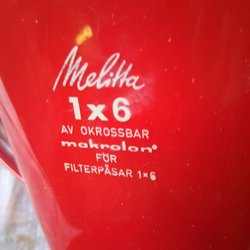 Melitta
1x6
AV OKROSSBAR
makrolon®
FÖR
FILTERPÅSAR 1x6